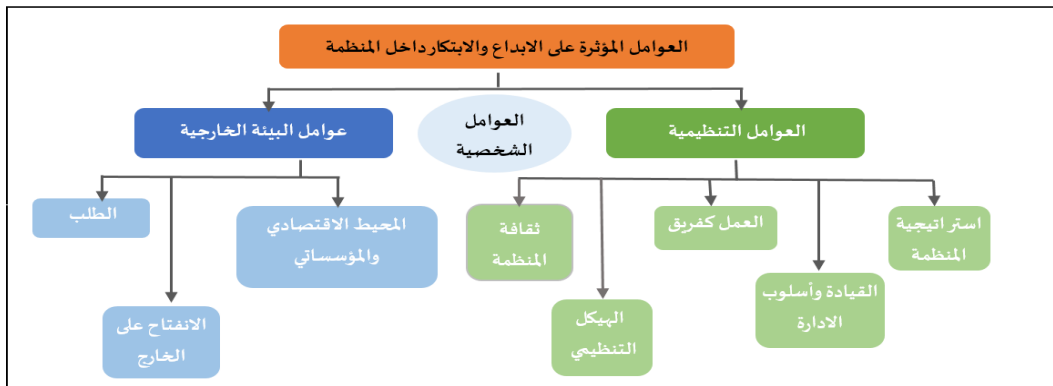 العوامل المؤثرة على الابداع والابتكار داخل المنظمة
العوامل التنظيمية
العوامل
الشخصية
عوامل البيئة الخارجية
استراتيجية
المنظمة
القيادة وأسلوب
الادارة
العمل كفريق
الهيكل
التنظيمي
ثقافة
المنظمة
المحيط الاقتصادي
والمؤسساتي
الانفتاح على
الخارج
الطلب